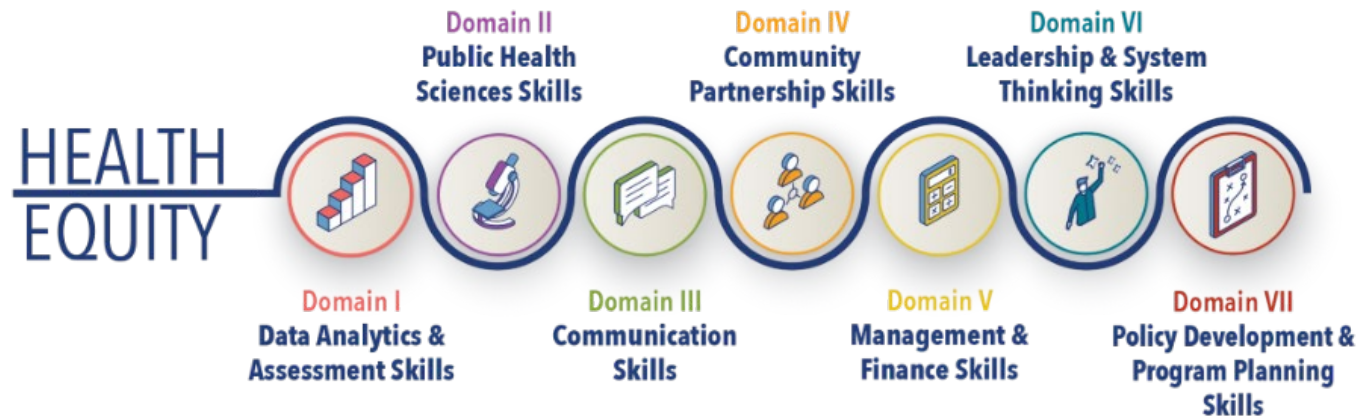 HEALTH
EQUITY
Domain I
Data Analytics &
Assessment Skills
Domain II
Public Health
Sciences Skills
Domain III
Communication
Skills
Domain IV
Community
Partnership Skills
Domain V
Management &
Finance Skills
Domain VI
Leadership & System
Thinking Skills
Domain VII
Policy Development &
Program Planning
Skills